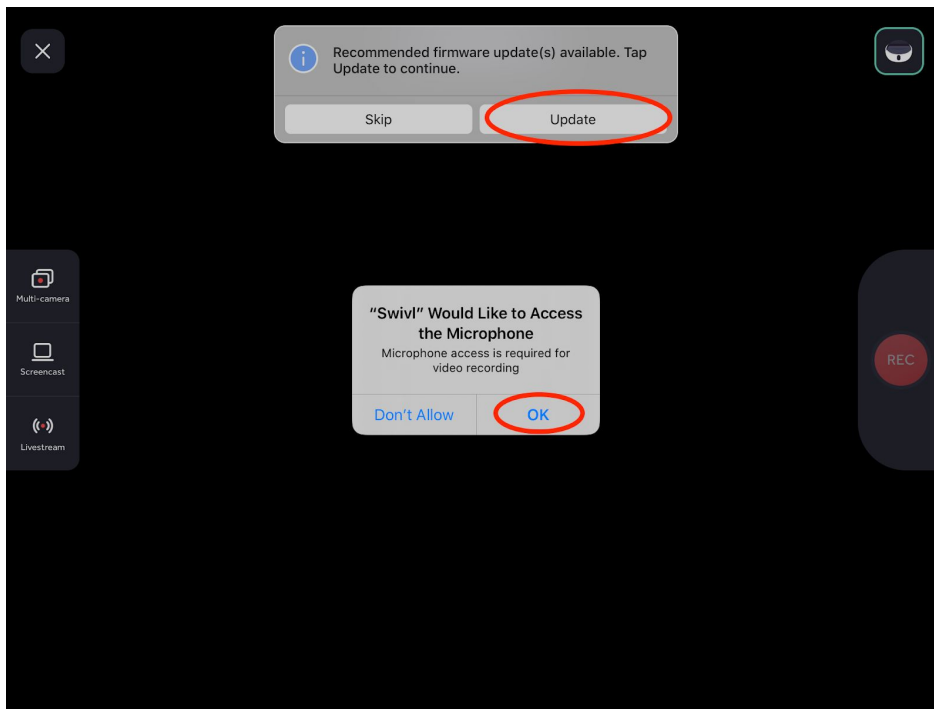 Recommended firmware update(s) available. Tap
Update to continue.
Skip
Update
Multi-camera
Screencast
Livestream
"Swivl" Would Like to Access
the Microphone
Microphone access is required for
video recording
Don't Allow
OK
REC